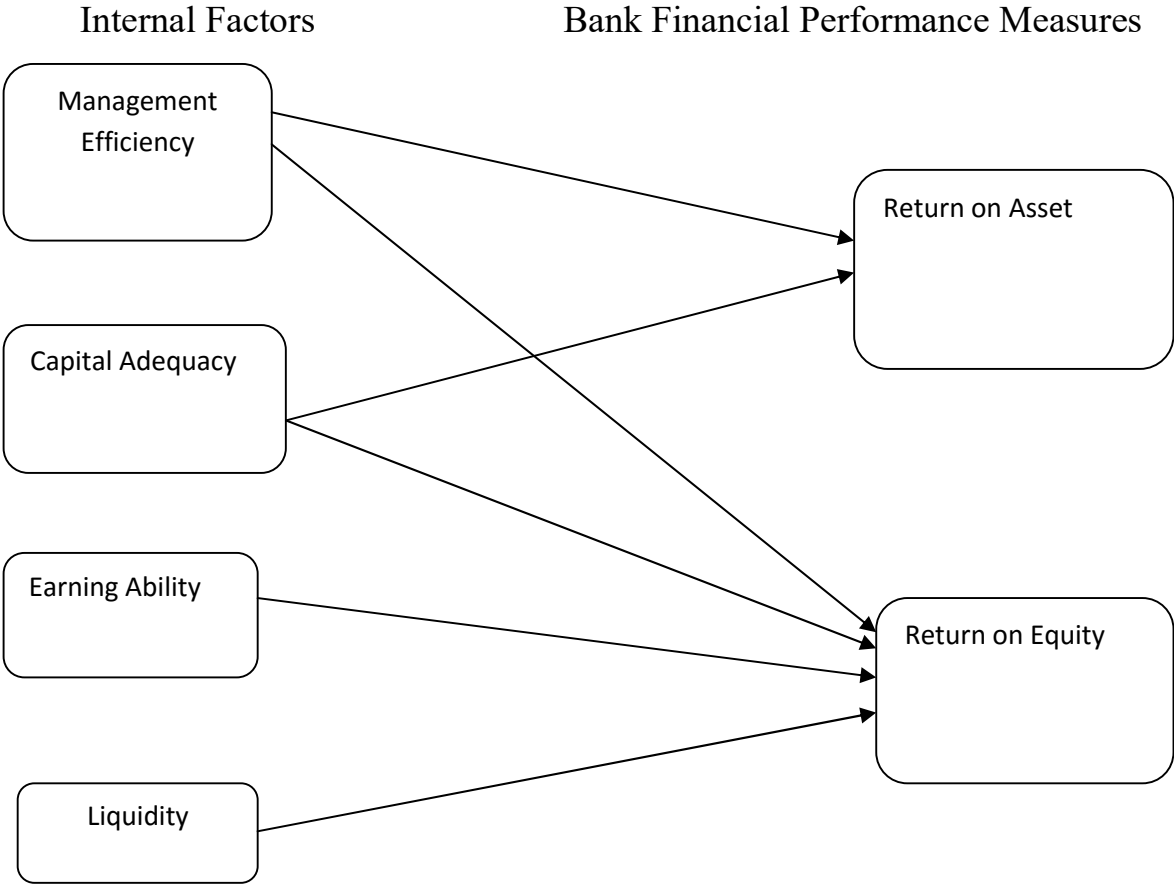 Internal Factors
Bank Financial Performance Measures
Management
Efficiency
Return on Asset
Capital Adequacy
Earning Ability
Return on Equity
Liquidity